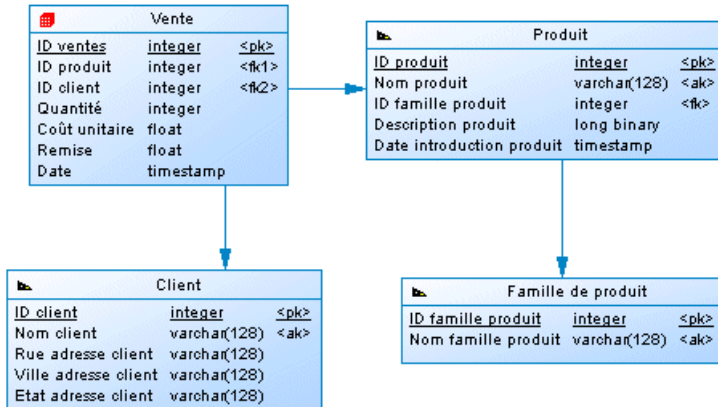 Vente
ID ventes integer <pk>
ID produit integer <fk1>
ID client integer <fk2>
Quantité integer
Coût unitaire float
Remise float
Date timestamp
Produit
ID produit integer <pk>
Nom produit varchar(128) <ak>
ID famille produit integer <fk>
Description produit long binary
Date introduction produit timestamp
Client
ID client integer <pk>
Nom client varchar(128) <ak>
Rue adresse client varchar(128)
Ville adresse client varchar(128)
Etat adresse client varchar(128)
Famille de produit
ID famille produit integer <pk>
Nom famille produit varchar(128) <ak>